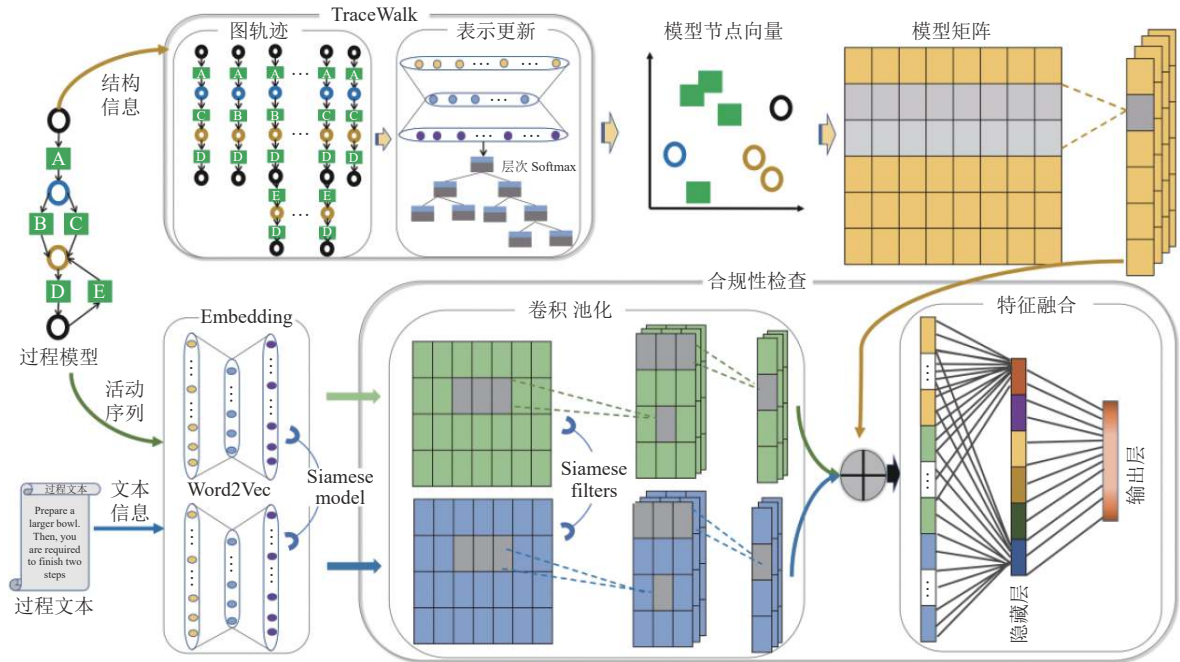 TraceWalk
图轨迹
表示更新
模型节点向量
模型矩阵
结构
信息
A A A … A A
C B B … C C
D D D … D D
E … E
D D
层次 Softmax
A
B C
D E
过程模型
活动
序列
Embedding
Word2Vec
Siamese
model
过程文本
Prepare a
larger bowl.
Then, you
are required
to finish two
steps
过程文本
文本
信息
合规性检查
卷积 池化
Siamese
filters
特征融合
隐藏层
输出层